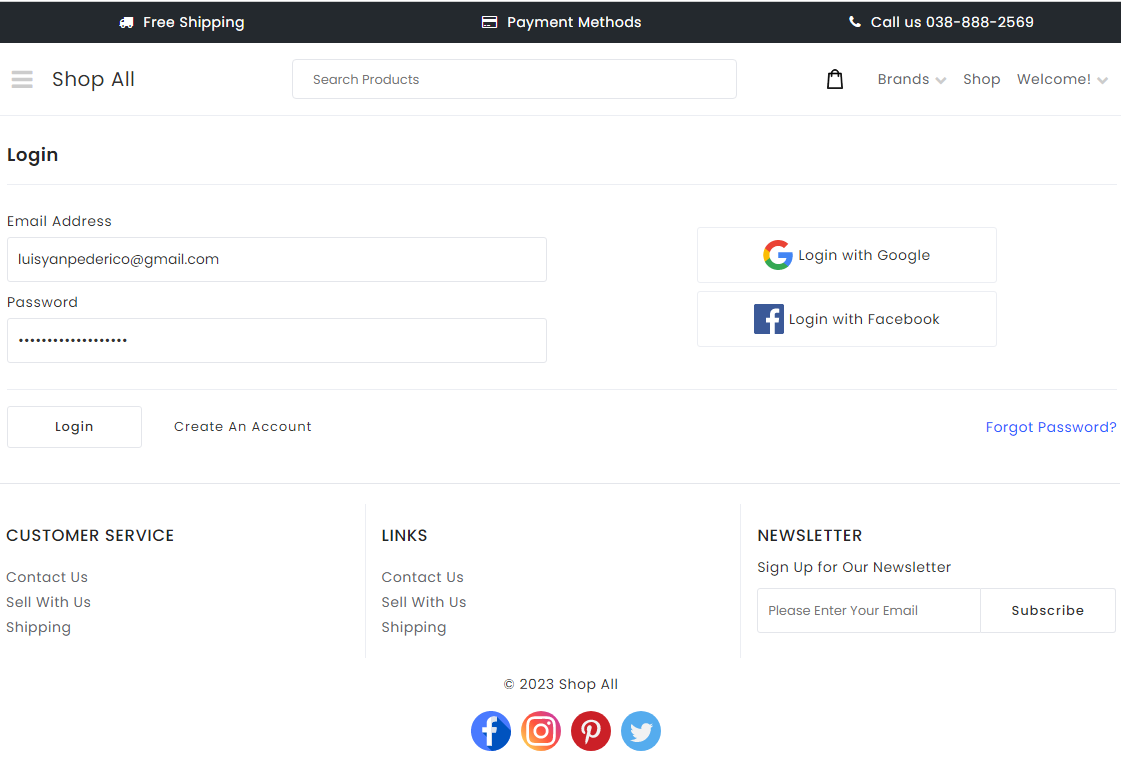 Free Shipping
Payment Methods
Call us 038-888-2569
Shop All
Search Products
Brands
Shop
Welcome!
Login
Email Address
luisyanpederico@gmail.com
Password
•••••••••••••••••••
Login with Google
Login with Facebook
Login
Create An Account
Forgot Password?
CUSTOMER SERVICE
Contact Us
Sell With Us
Shipping
LINKS
Contact Us
Sell With Us
Shipping
NEWSLETTER
Sign Up for Our Newsletter
Please Enter Your Email
Subscribe
© 2023 Shop All